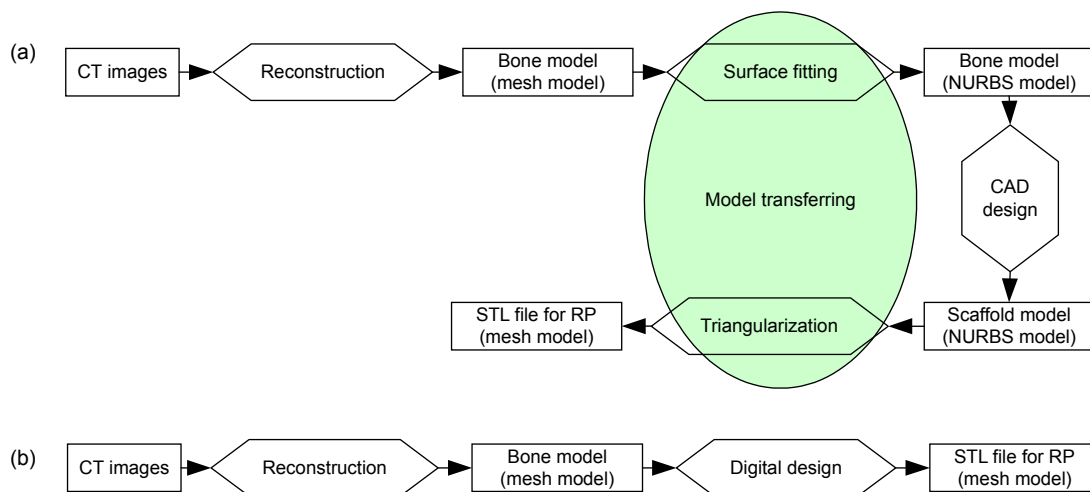 (a)
CT images
Reconstruction
Bone model
(mesh model)
Surface fitting
Bone model
(NURBS model)
CAD
design
Model transferring
STL file for RP
(mesh model)
Triangularization
Scaffold model
(NURBS model)
(b)
CT images
Reconstruction
Bone model
(mesh model)
Digital design
STL file for RP
(mesh model)